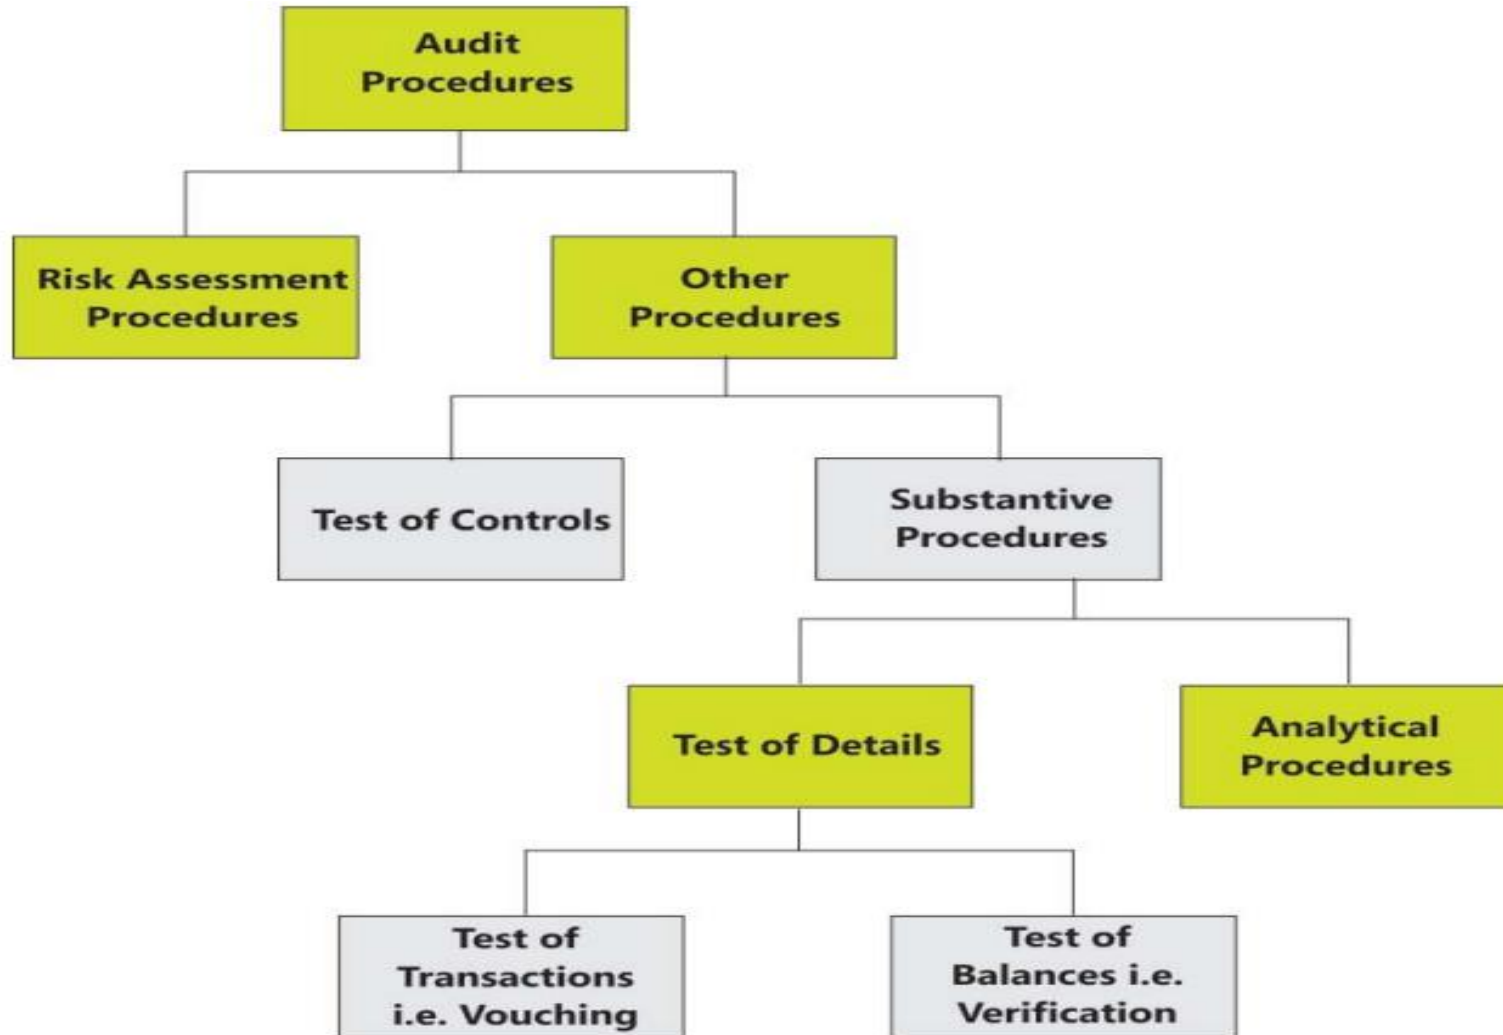 Audit
Procedures
Risk Assessment
Procedures
Other
Procedures
Test of Controls
Substantive
Procedures
Test of Details
Analytical
Procedures
Test of
Transactions
i.e. Vouching
Test of
Balances i.e.
Verification